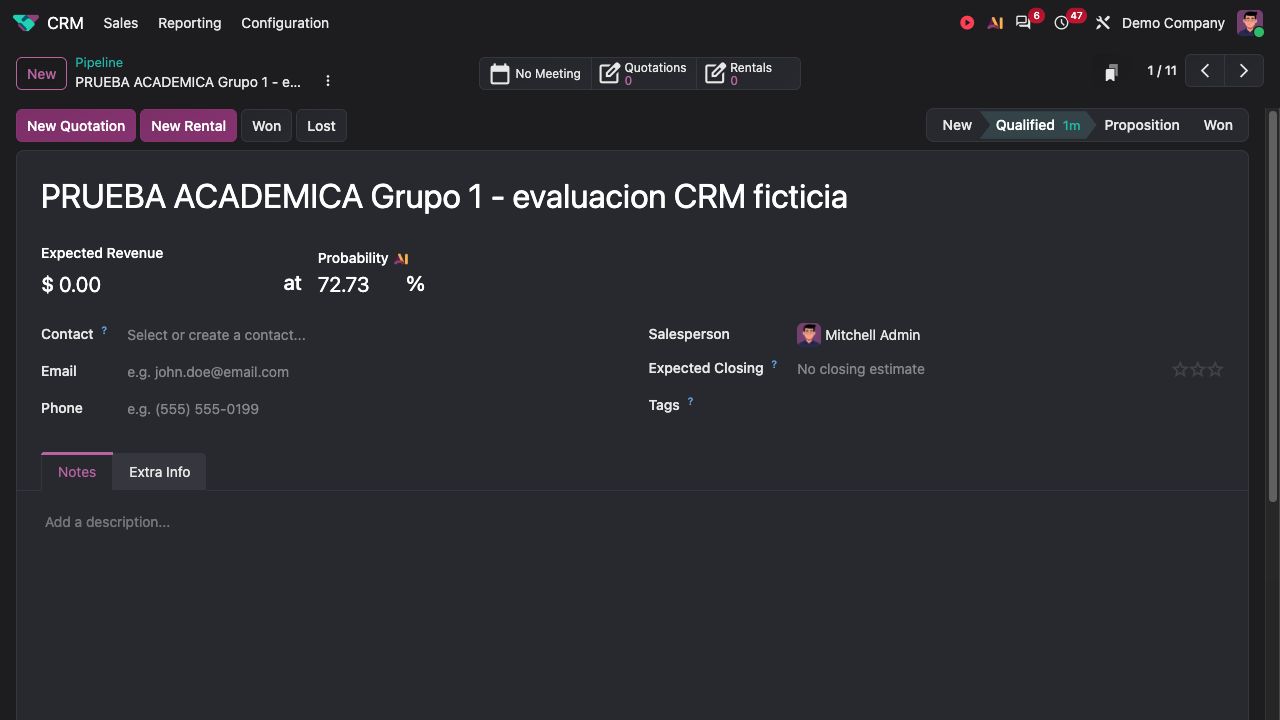 CRM Sales Reporting Configuration 6 47 Demo Company
New Pipeline
PRUEBA ACADEMICA Grupo 1 - e...
No Meeting Quotations 0 Rentals 0
1 / 11
New Quotation New Rental Won Lost
New Qualified 1m Proposition Won
PRUEBA ACADEMICA Grupo 1 - evaluacion CRM ficticia
Expected Revenue Probability
$ 0.00 at 72.73 %
Contact ? Select or create a contact...
Email e.g. john.doe@email.com
Phone e.g. (555) 555-0199
Salesperson Mitchell Admin
Expected Closing ? No closing estimate
Tags ?
Notes Extra Info
Add a description...